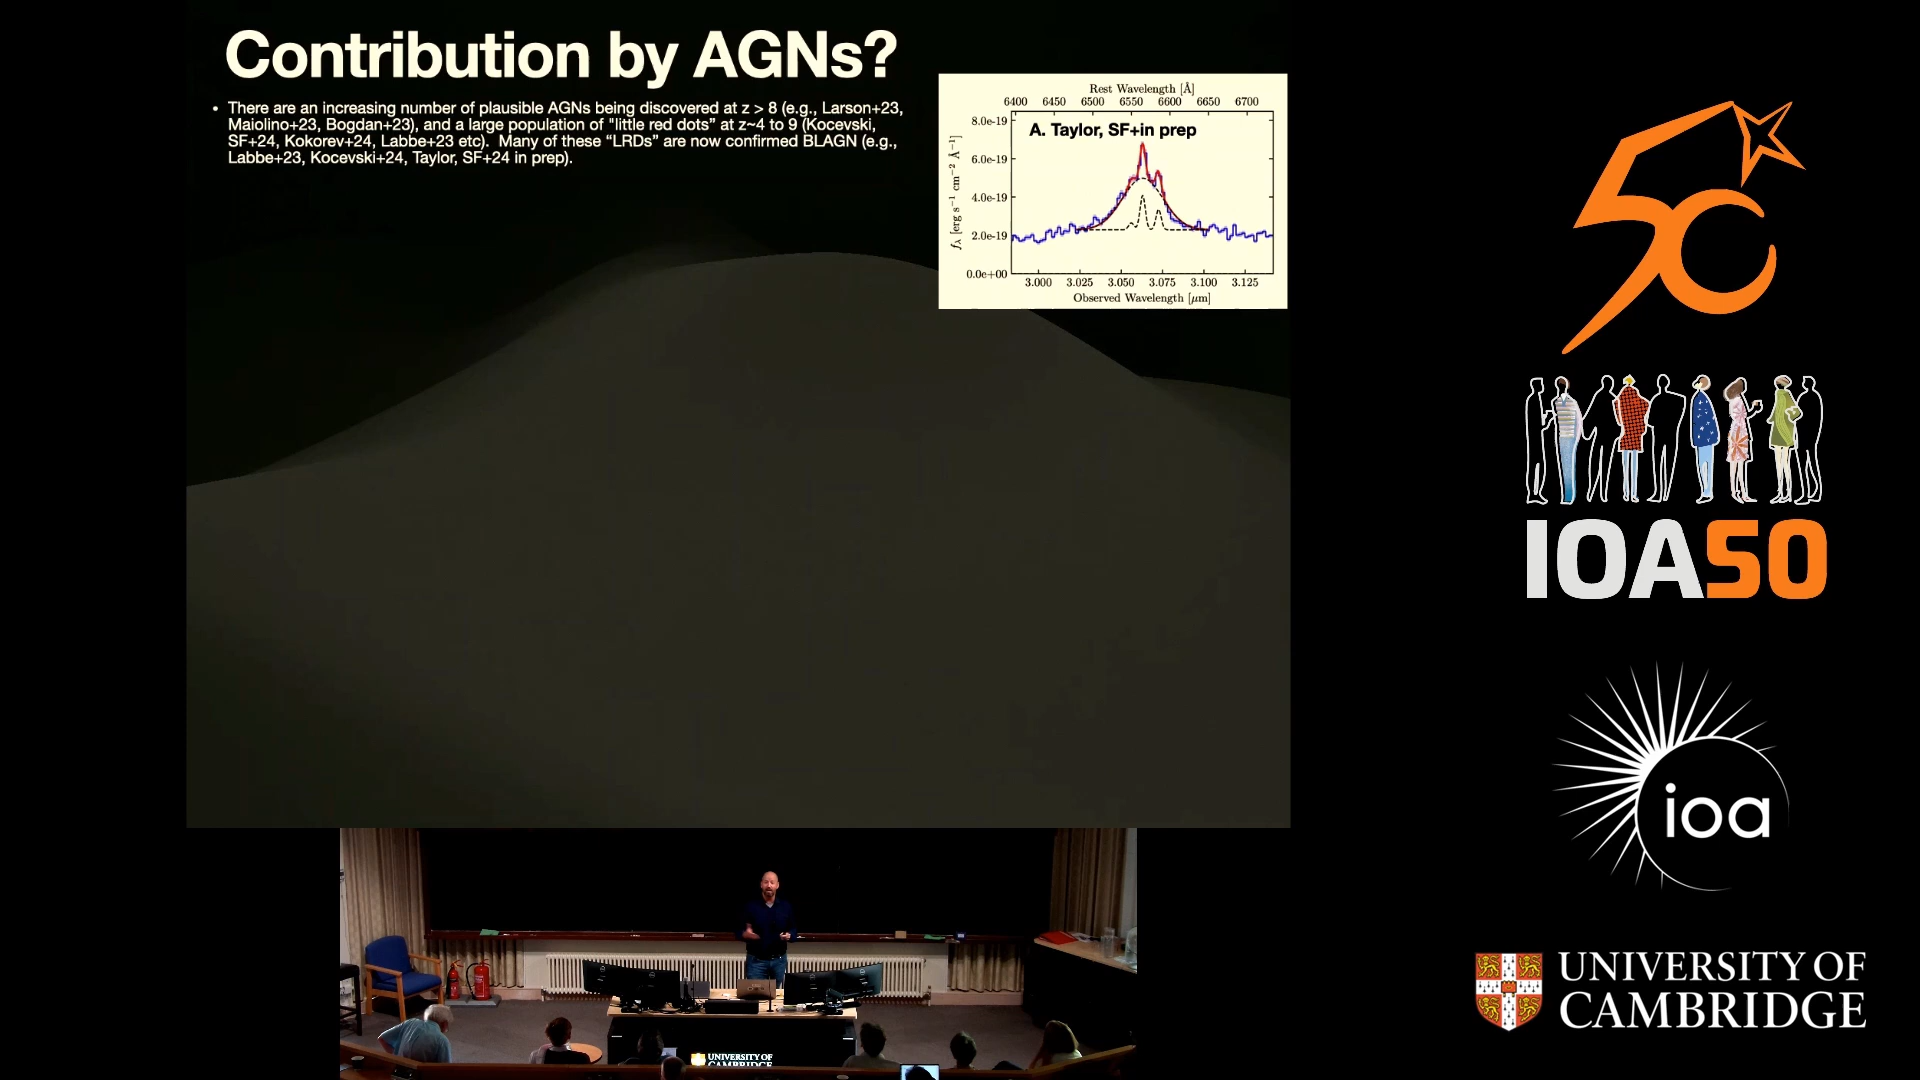 Contribution by AGNs?
• There are an increasing number of plausible AGNs being discovered at z > 8 (e.g., Larson+23,
Maiolino+23, Bogdan+23), and a large population of "little red dots” at z~4 to 9 (Kocevski,
SF+24, Kokorev+24, Labbe+23 etc). Many of these “LRDs” are now confirmed BLAGN (e.g.,
Labbe+23, Kocevski+24, Taylor, SF+24 in prep).
Rest Wavelength [Å]
6400 6450 6500 6550 6600 6650 6700
A. Taylor, SF+in prep
8.0e-19
6.0e-19
4.0e-19
2.0e-19
0.0e+00
fλ [erg s⁻¹ cm⁻² Å⁻¹]
3.000 3.025 3.050 3.075 3.100 3.125
Observed Wavelength [μm]
50
IOA50
ioa
UNIVERSITY OF
CAMBRIDGE
UNIVERSITY OF
CAMBRIDGE